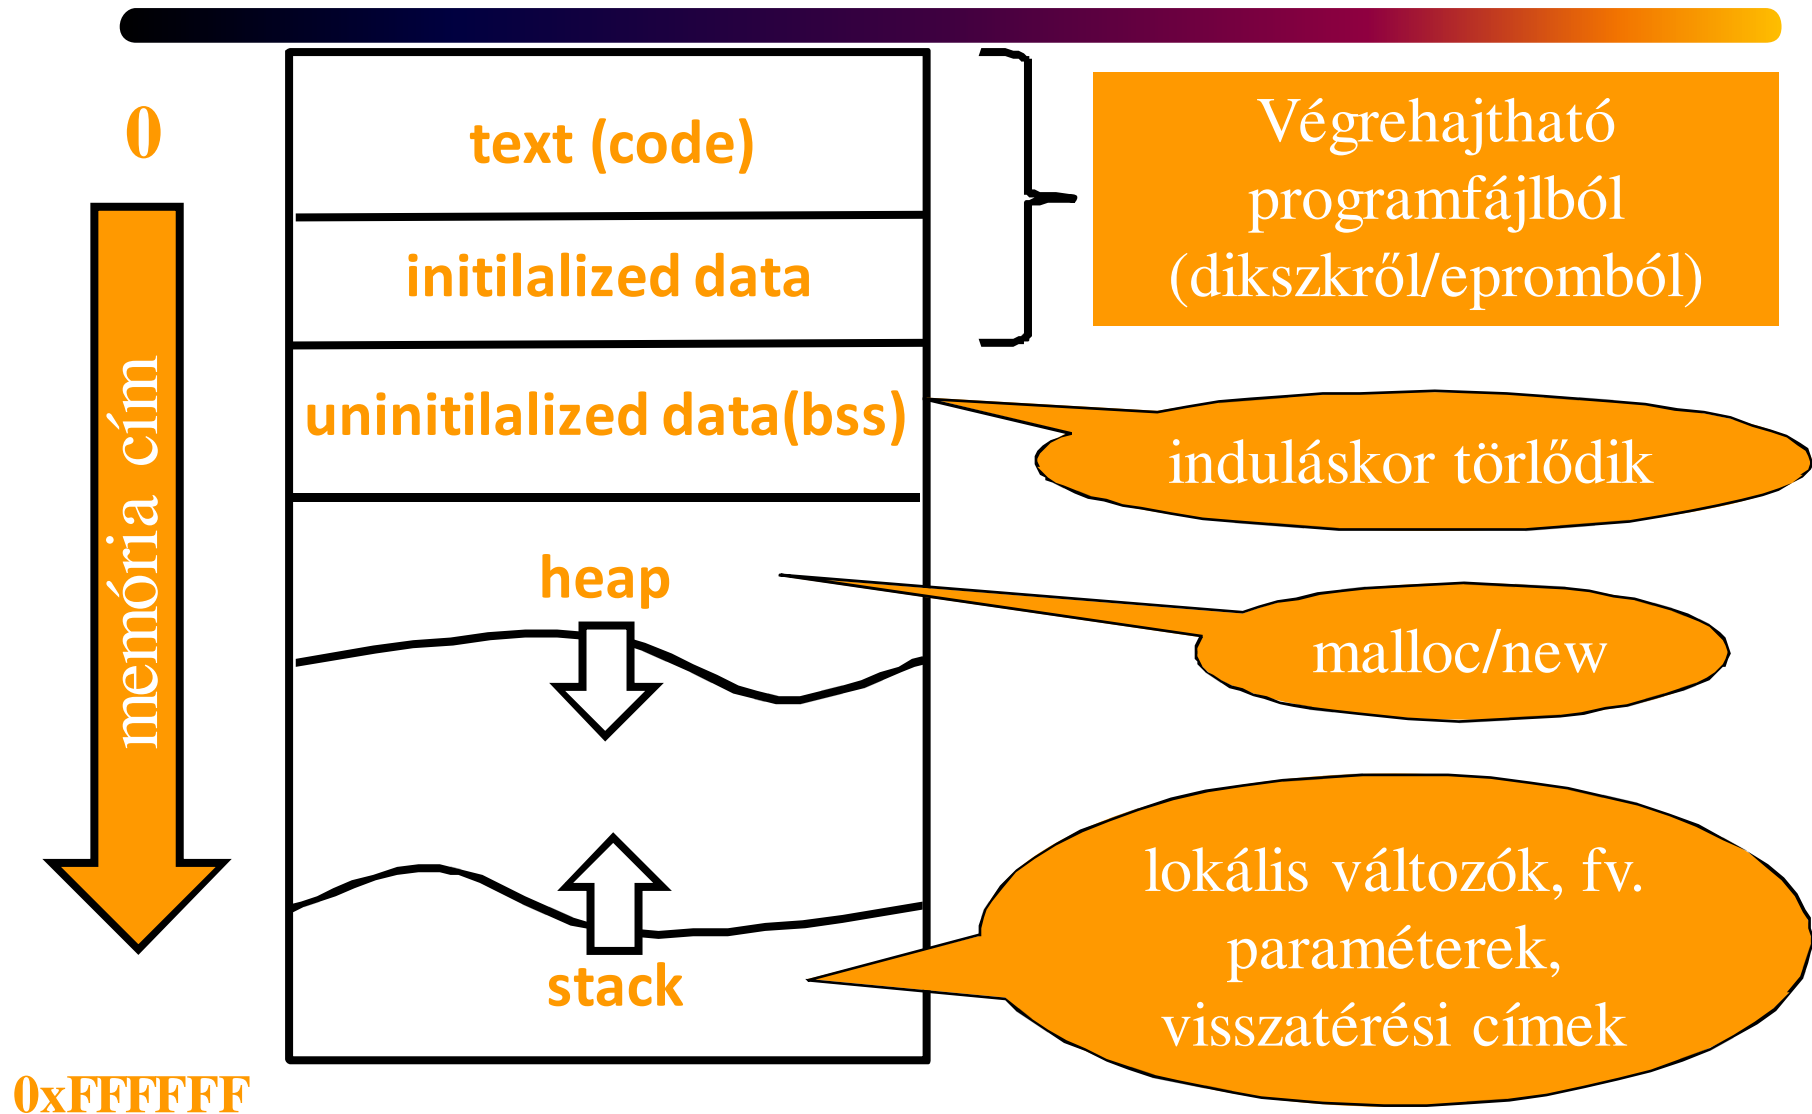 0
text (code)
Végrehajtható
programfájlból
(dikszkről/epromból)
initilalized data
memória cím
uninitilalized data(bss)
induláskor törlődik
heap
malloc/new
lokális változók, fv.
paraméterek,
visszatérési címek
stack
0xFFFFFF